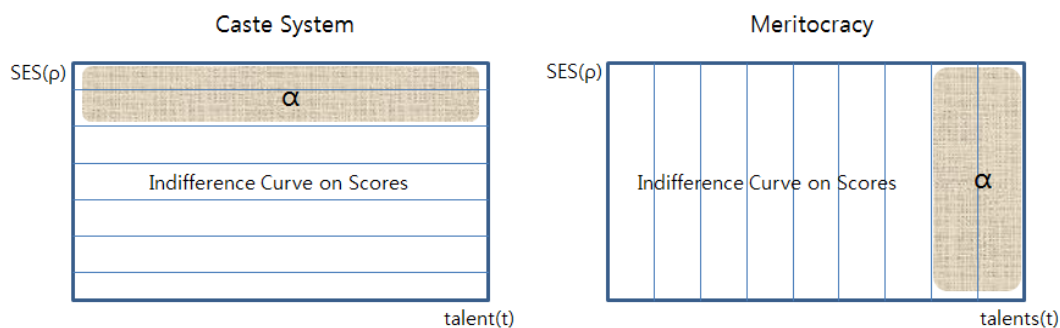 Caste System
SES(ρ)
α
Indifference Curve on Scores
talent(t)
Meritocracy
SES(ρ)
Indifference Curve on Scores
α
talents(t)